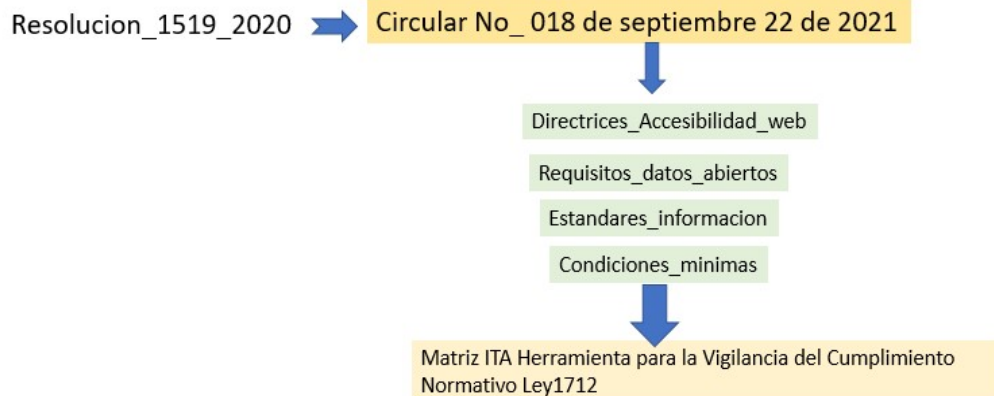 Resolucion_1519_2020
Circular No_ 018 de septiembre 22 de 2021
Directrices_Accesibilidad_web
Requisitos_datos_abiertos
Estandares_informacion
Condiciones_minimas
Matriz ITA Herramienta para la Vigilancia del Cumplimiento
Normativo Ley1712